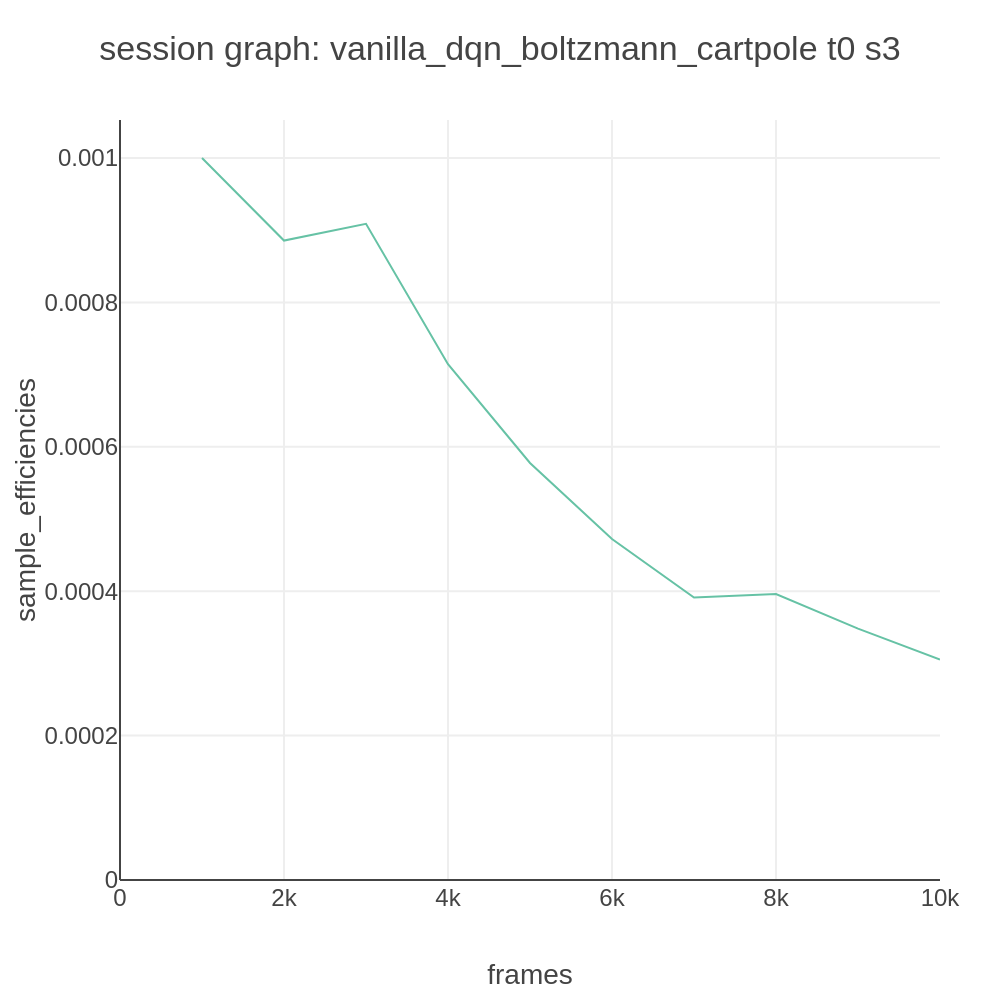 session graph: vanilla_dqn_boltzmann_cartpole t0 s3
sample_efficiencies
0.001
0.0008
0.0006
0.0004
0.0002
0
0
2k
4k
6k
8k
10k
frames